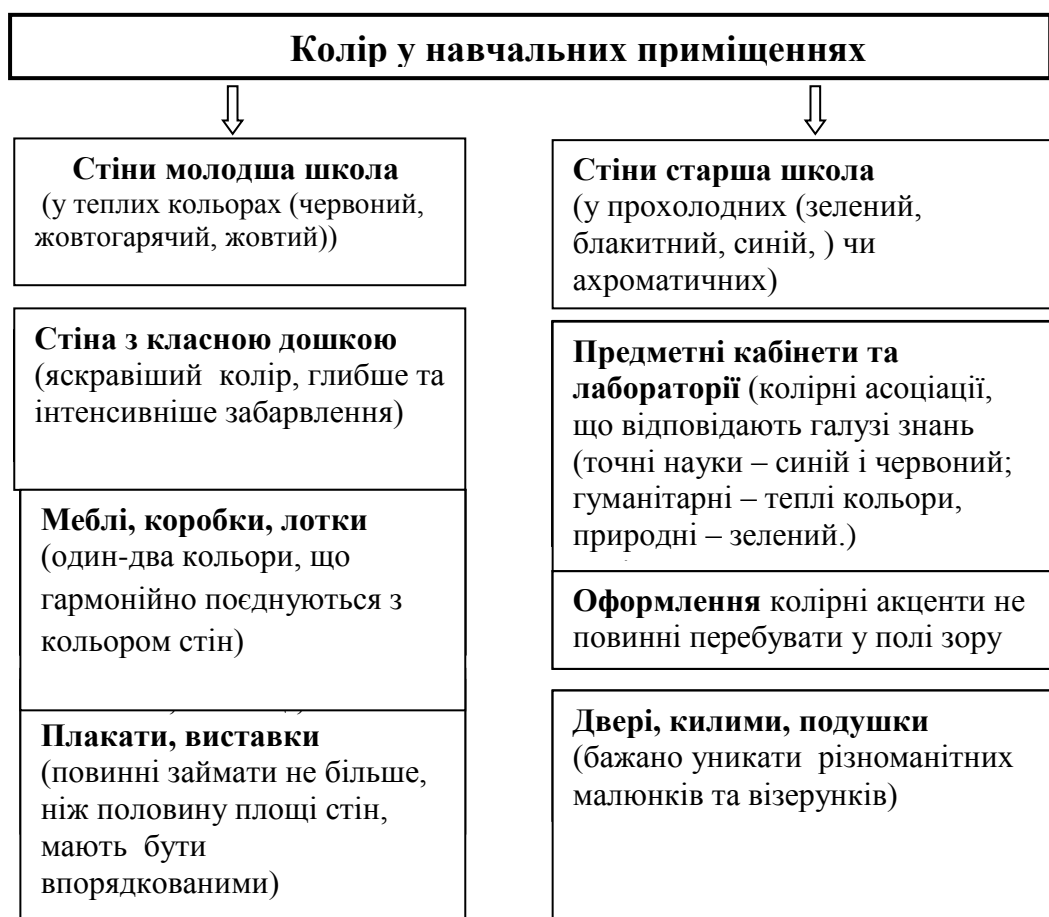 Колір у навчальних приміщеннях
Стіни молодша школа
(у теплих кольорах (червоний,
жовтогарячий, жовтий))
Стіна з класною дошкою
(яскравіший колір, глибше та
інтенсивніше забарвлення)
Меблі, коробки, лотки
(один-два кольори, що
гармонійно поєднуються з
кольором стін)
Плакати, виставки
(повинні займати не більше,
ніж половину площі стін,
мають бути
впорядкованими)
Стіни старша школа
(у прохолодних (зелений,
блакитний, синій, ) чи
ахроматичних)
Предметні кабінети та
лабораторії (колірні асоціації,
що відповідають галузі знань
(точні науки – синій і червоний;
гуманітарні – теплі кольори,
природні – зелений.)
Оформлення колірні акценти не
повинні перебувати у полі зору
Двері, килими, подушки
(бажано уникати різноманітних
малюнків та візерунків)